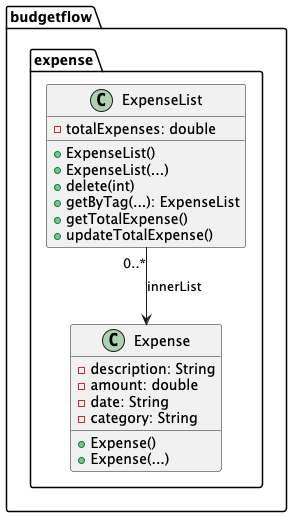 budgetflow
expense
C ExpenseList
totalExpenses: double
ExpenseList()
ExpenseList(...)
delete(int)
getByTag(...): ExpenseList
getTotalExpense()
updateTotalExpense()
0..*
innerList
C Expense
description: String
amount: double
date: String
category: String
Expense()
Expense(...)